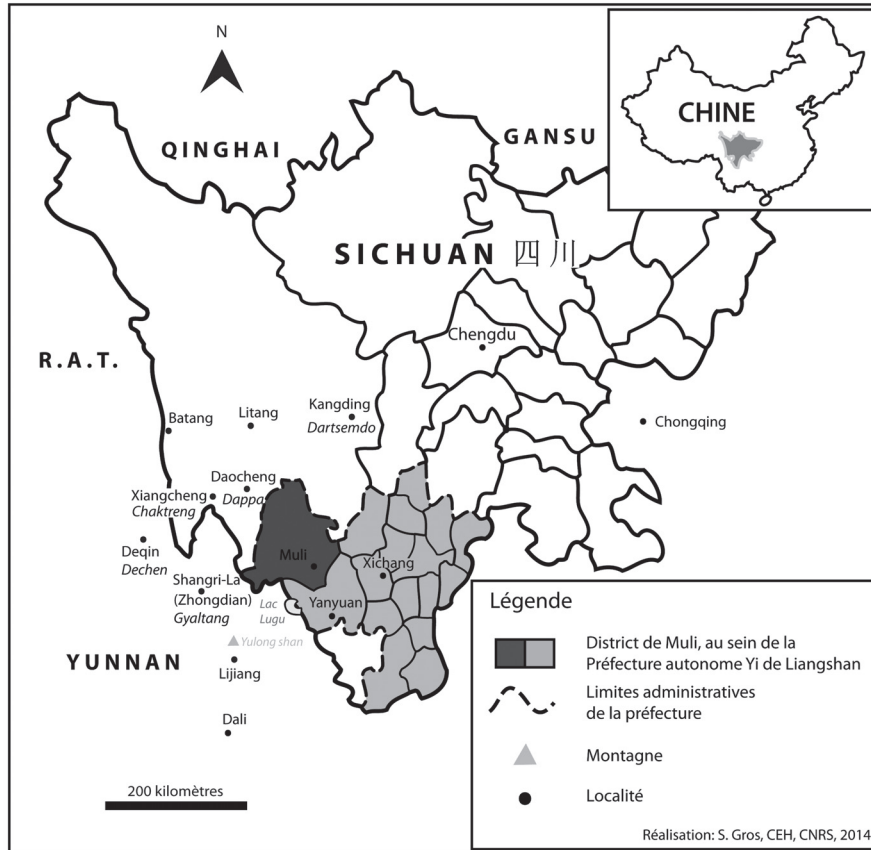 N
QINGHAI
GANSU
CHINE
SICHUAN 四川
R.A.T.
Chengdu
Batang
Litang
Kangding
Dartsemdo
Chongqing
Daocheng
Dappa
Xiangcheng
Chaktreng
Deqin
Dechen
Muli
Xichang
Shangri-La
(Zhongdian)
Gyaltang
Lac
Lugu
Yanyuan
Yulong shan
YUNNAN
Lijiang
Dali
200 kilomètres
Légende
District de Muli, au sein de la
Préfecture autonome Yi de Liangshan
Limites administratives
de la préfecture
Montagne
Localité
Réalisation: S. Gros, CEH, CNRS, 2014